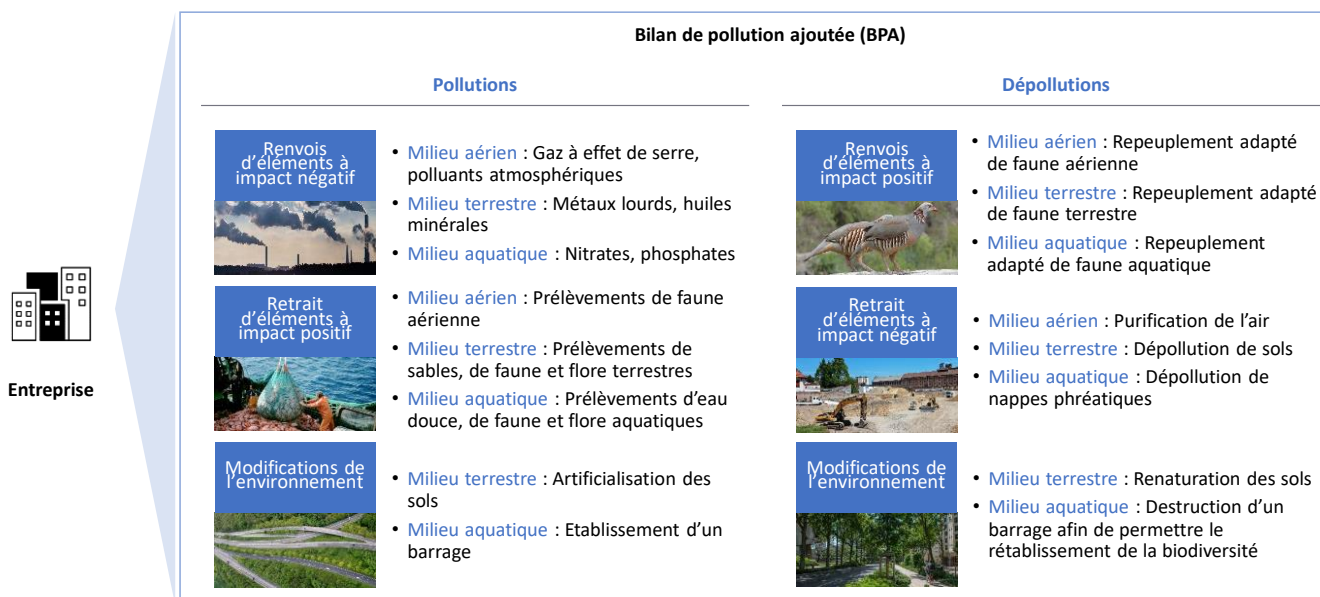 Bilan de pollution ajoutée (BPA)
Pollutions
Dépollutions
Entreprise
Renvois
d'éléments à
impact négatif
• Milieu aérien : Gaz à effet de serre,
polluants atmosphériques
• Milieu terrestre : Métaux lourds, huiles
minérales
• Milieu aquatique : Nitrates, phosphates
Retrait
d'éléments à
impact positif
• Milieu aérien : Prélèvements de faune
aérienne
• Milieu terrestre : Prélèvements de
sables, de faune et flore terrestres
• Milieu aquatique : Prélèvements d'eau
douce, de faune et flore aquatiques
Modifications de
l'environnement
• Milieu terrestre : Artificialisation des
sols
• Milieu aquatique : Etablissement d'un
barrage
Renvois
d'éléments à
impact positif
• Milieu aérien : Repeuplement adapté
de faune aérienne
• Milieu terrestre : Repeuplement adapté
de faune terrestre
• Milieu aquatique : Repeuplement
adapté de faune aquatique
Retrait
d'éléments à
impact négatif
• Milieu aérien : Purification de l'air
• Milieu terrestre : Dépollution de sols
• Milieu aquatique : Dépollution de
nappes phréatiques
Modifications de
l'environnement
• Milieu terrestre : Renaturation des sols
• Milieu aquatique : Destruction d'un
barrage afin de permettre le
rétablissement de la biodiversité